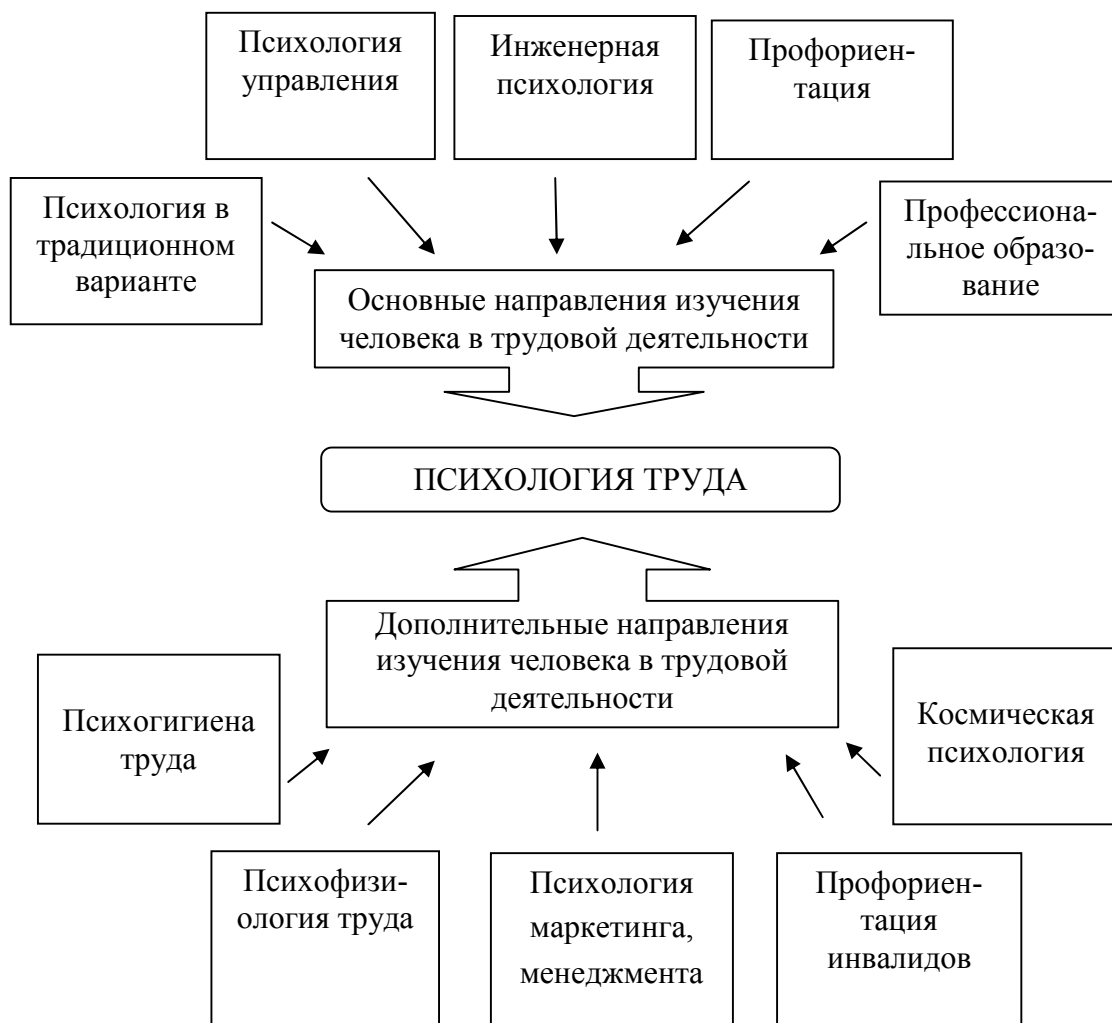 Психология
управления
Инженерная
психология
Профориен-
тация
Психология в
традиционном
варианте
Профессиона-
льное образо-
вание
Основные направления изучения
человека в трудовой деятельности
ПСИХОЛОГИЯ ТРУДА
Дополнительные направления
изучения человека в трудовой
деятельности
Психогигиена
труда
Космическая
психология
Психофизи-
ология труда
Психология
маркетинга,
менеджмента
Профориен-
тация
инвалидов